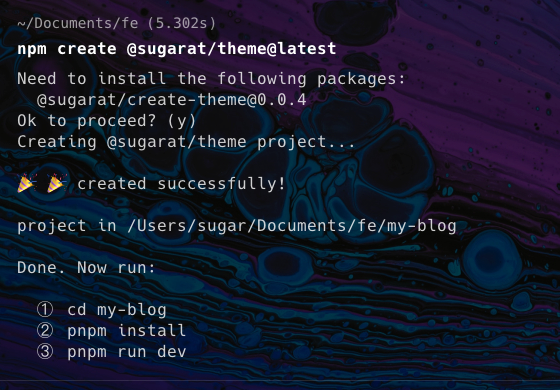 ~/Documents/fe (5.302s)
npm create @sugarat/theme@latest
Need to install the following packages:
  @sugarat/create-theme@0.0.4
Ok to proceed? (y)
Creating @sugarat/theme project...
🎉 🎉 created successfully!
project in /Users/sugar/Documents/fe/my-blog
Done. Now run:
  ① cd my-blog
  ② pnpm install
  ③ pnpm run dev